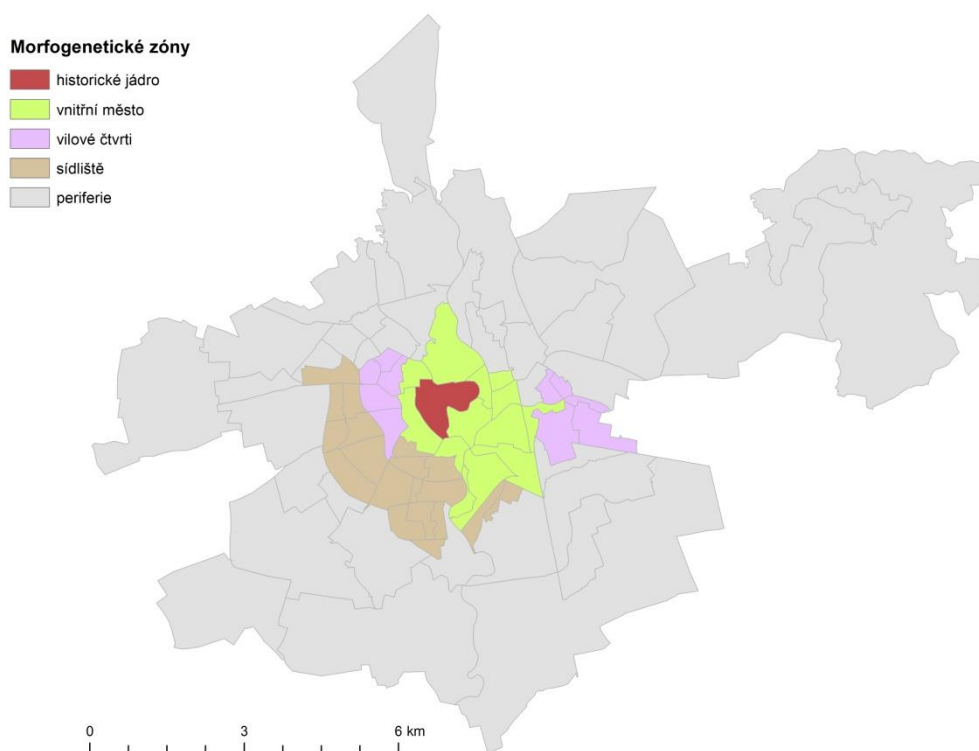 Morfogenetické zóny
historické jádro
vnitřní město
vilové čtvrti
sídliště
periferie
0 3 6 km